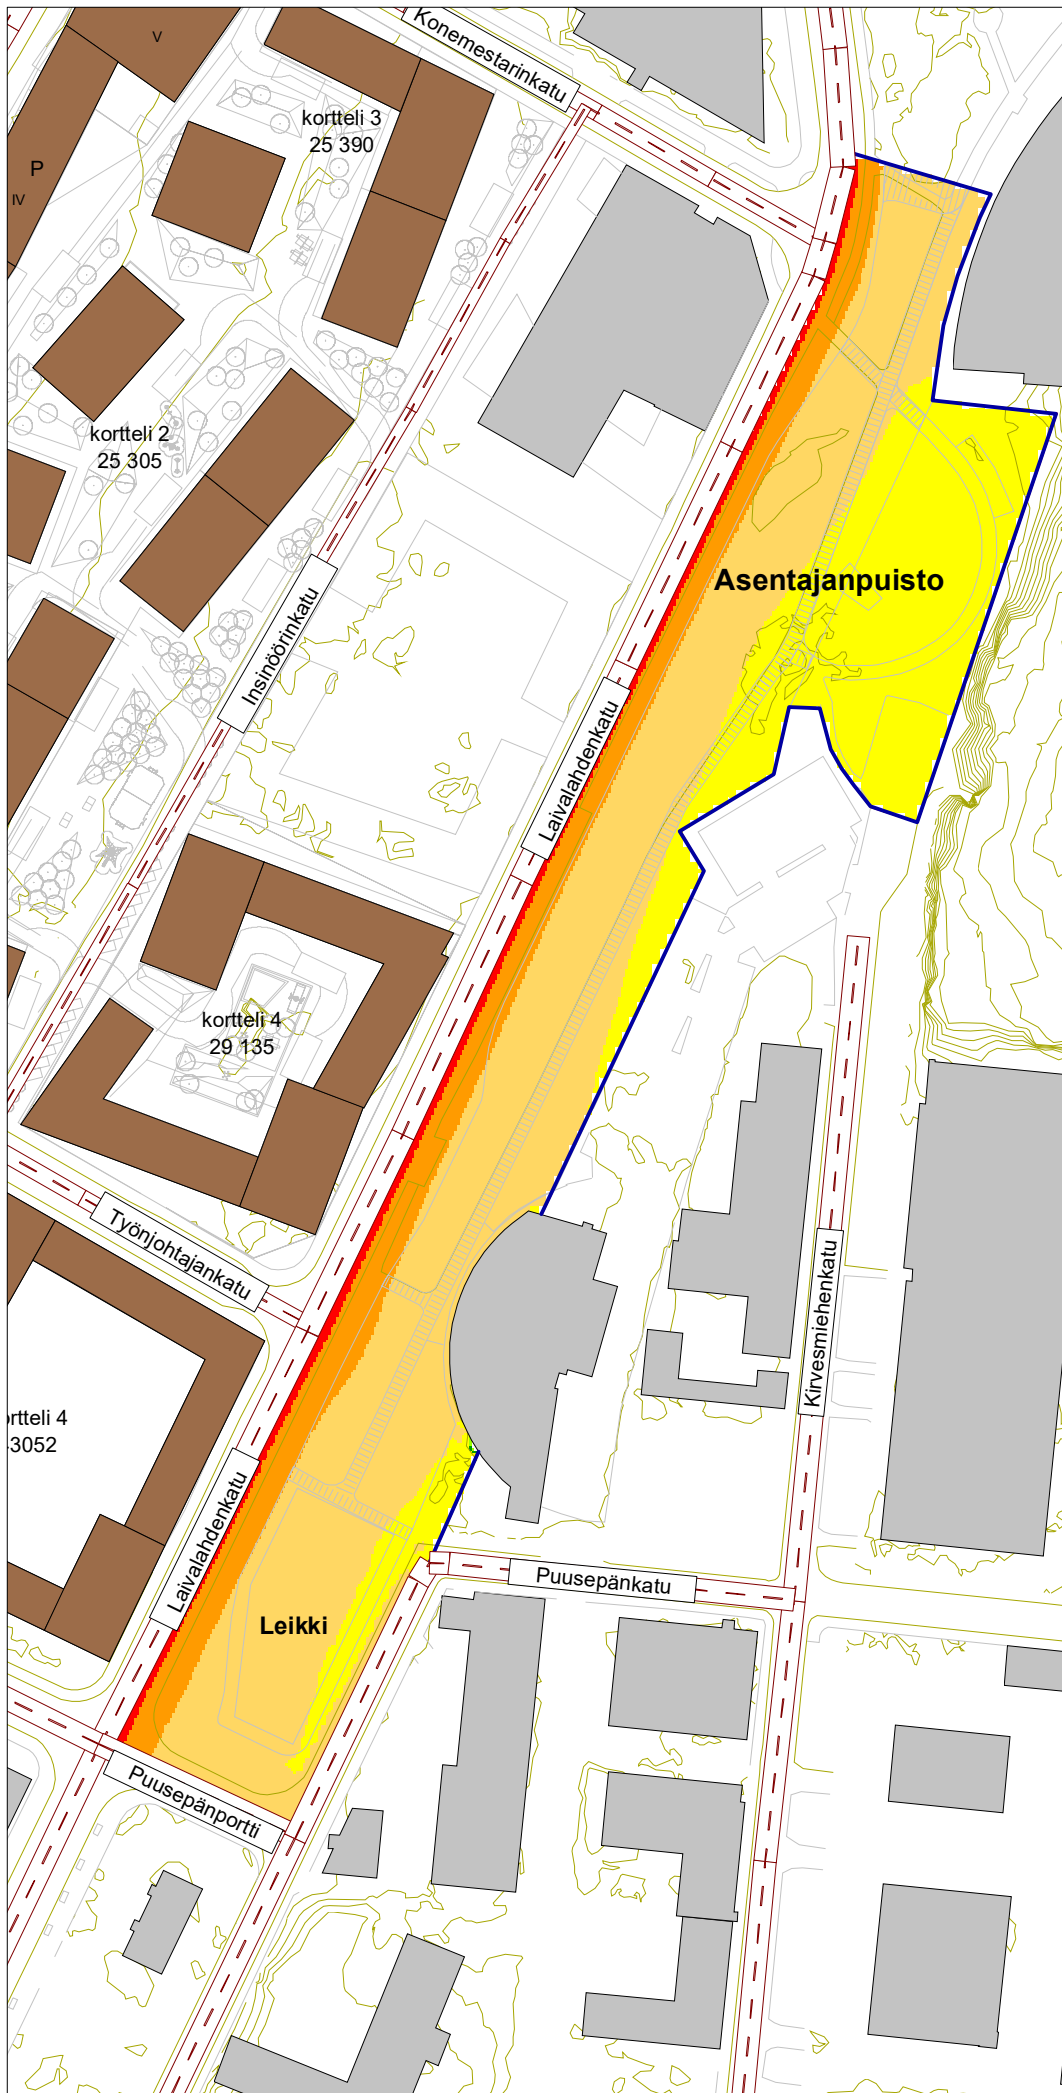 Konemestarinkatu
V
kortteli 3
25 390
P
IV
kortteli 2
25 305
Asentajanpuisto
Insinöörinkatu
Laivalahdenkatu
kortteli 4
29 135
Työnjohtajankatu
Kirvesmiehenkatu
ortteli 4
3052
Laivalahdenkatu
Puusepänkatu
Leikki
Puusepänportti